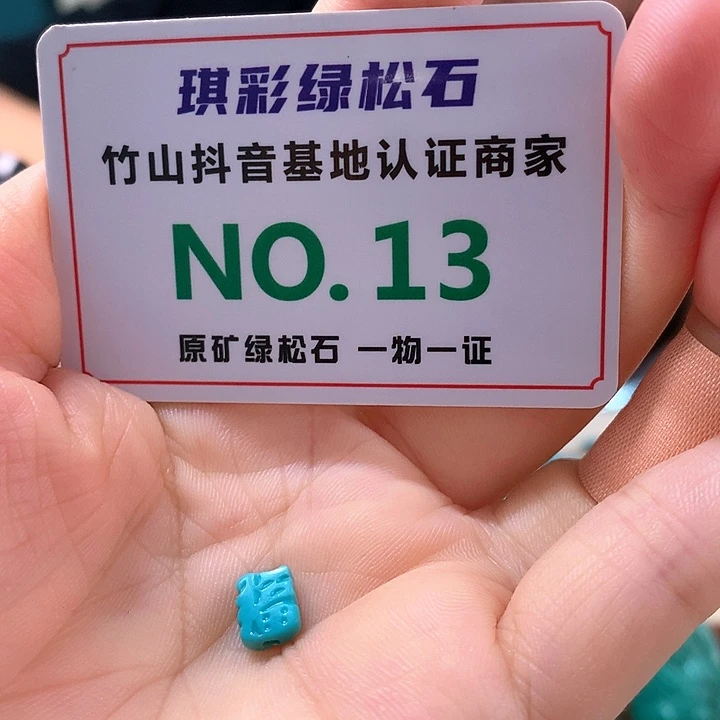 琪彩绿松石
竹山抖音基地认证商家
NO.13
原矿绿松石 一物一证